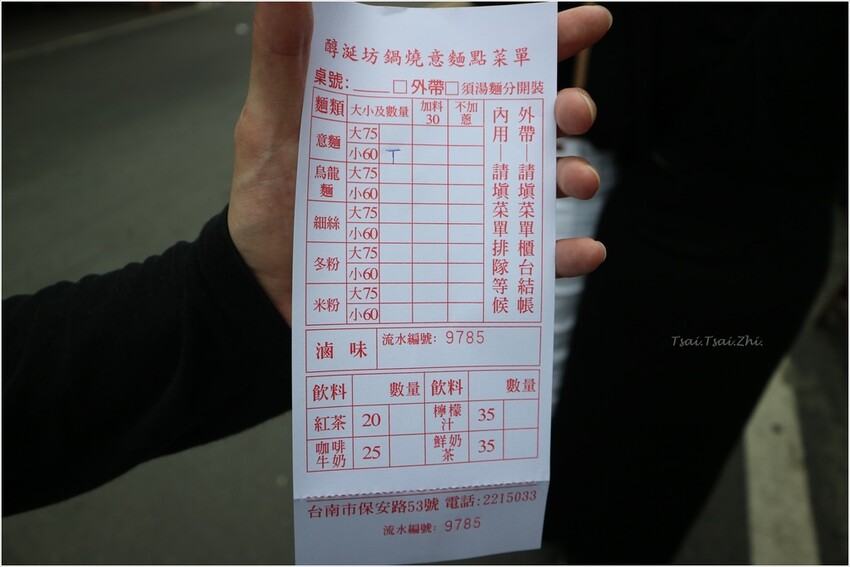 醇涎坊鍋燒意麵點菜單
桌號:_____ □外帶□須湯麵分開裝
麵類 大小及數量 加料30 不加蔥
意麵 大75
小60 ㄒ
烏龍麵 大75
小60
細絲 大75
小60
冬粉 大75
小60
米粉 大75
小60
外帶—請填菜單櫃台結帳
內用—請填菜單排隊等候
滷味 流水編號: 9785
飲料 數量 飲料 數量
紅茶 20 檸檬汁 35
咖啡牛奶 25 鮮奶茶 35
台南市保安路53號 電話:2215033
流水編號: 9785
Tsai.Tsai.Zhi.